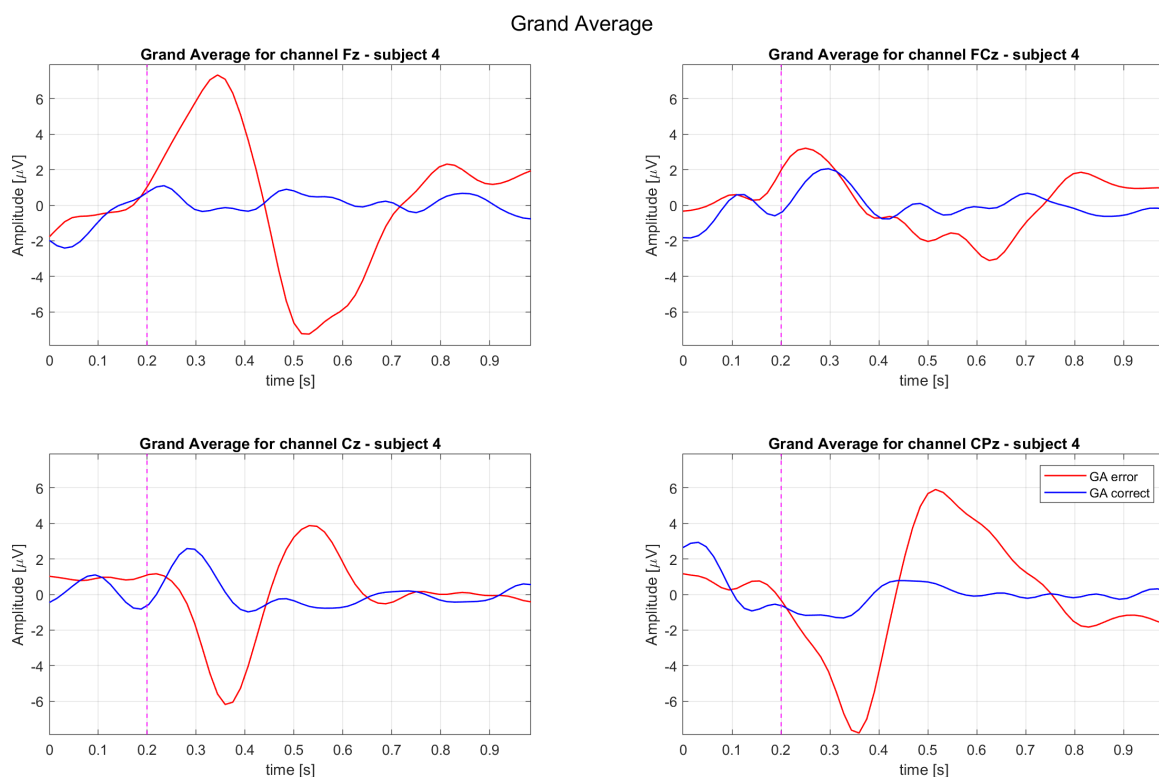 Grand Average
Grand Average for channel Fz - subject 4
Amplitude [μV]
6
4
2
0
-2
-4
-6
0 0.1 0.2 0.3 0.4 0.5 0.6 0.7 0.8 0.9
time [s]
Grand Average for channel FCz - subject 4
Amplitude [μV]
6
4
2
0
-2
-4
-6
0 0.1 0.2 0.3 0.4 0.5 0.6 0.7 0.8 0.9
time [s]
Grand Average for channel Cz - subject 4
Amplitude [μV]
6
4
2
0
-2
-4
-6
0 0.1 0.2 0.3 0.4 0.5 0.6 0.7 0.8 0.9
time [s]
Grand Average for channel CPz - subject 4
GA error
GA correct
Amplitude [μV]
6
4
2
0
-2
-4
-6
0 0.1 0.2 0.3 0.4 0.5 0.6 0.7 0.8 0.9
time [s]